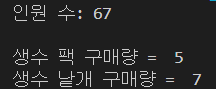 인원 수: 67
생수 팩 구매량 =  5
생수 낱개 구매량 =  7